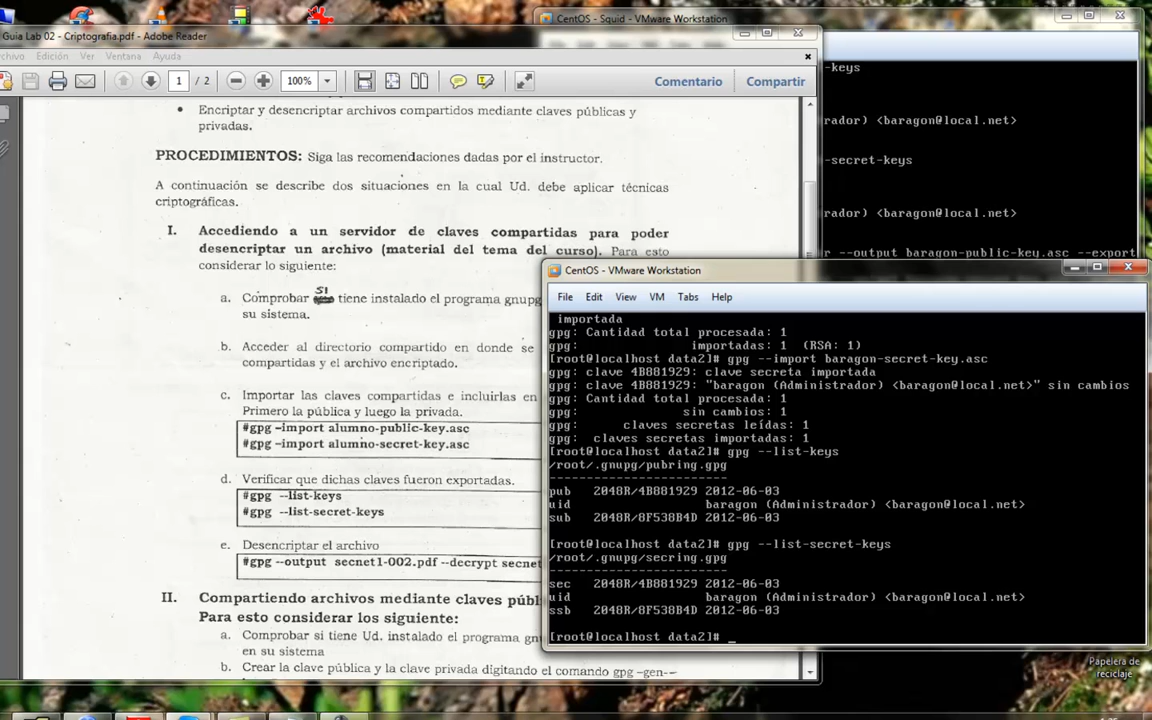 CentOS - Squid - VMware Workstation
Guia Lab 02 - Criptografia.pdf - Adobe Reader
rchivo Edición Ver Ventana Ayuda
1 / 2 100% Comentario Compartir
Encriptar y desencriptar archivos compartidos mediante claves públicas y
privadas.
PROCEDIMIENTOS: Siga las recomendaciones dadas por el instructor.
A continuación se describe dos situaciones en la cual Ud. debe aplicar técnicas
criptográficas.
I. Accediendo a un servidor de claves compartidas para poder
desencriptar un archivo (material del tema del curso). Para esto
considerar lo siguiente:
SI
a. Comprobar tiene instalado el programa gnupg
su sistema.
b. Acceder al directorio compartido en donde se
compartidas y el archivo encriptado.
c. Importar las claves compartidas e incluirlas en
Primero la pública y luego la privada.
#gpg –import alumno-public-key.asc
#gpg –import alumno-secret-key.asc
d. Verificar que dichas claves fueron exportadas.
#gpg --list-keys
#gpg --list-secret-keys
e. Desencriptar el archivo
#gpg --output secnet1-002.pdf --decrypt secnet
II. Compartiendo archivos mediante claves públ
Para esto considerar los siguiente:
a. Comprobar si tiene Ud. instalado el programa gnu
en su sistema
b. Crear la clave pública y la clave privada digitando el comando gpg –gen--
-keys
rador) <baragon@local.net>
-secret-keys
rador) <baragon@local.net>
r --output baragon-public-key.asc --export
CentOS - VMware Workstation
File Edit View VM Tabs Help
importada
gpg: Cantidad total procesada: 1
gpg: importadas: 1 (RSA: 1)
[root@localhost data2]# gpg --import baragon-secret-key.asc
gpg: clave 4B881929: clave secreta importada
gpg: clave 4B881929: "baragon (Administrador) <baragon@local.net>" sin cambios
gpg: Cantidad total procesada: 1
gpg: sin cambios: 1
gpg: claves secretas leídas: 1
gpg: claves secretas importadas: 1
[root@localhost data2]# gpg --list-keys
/root/.gnupg/pubring.gpg
------------------------
pub 2048R/4B881929 2012-06-03
uid baragon (Administrador) <baragon@local.net>
sub 2048R/8F538B4D 2012-06-03
[root@localhost data2]# gpg --list-secret-keys
/root/.gnupg/secring.gpg
------------------------
sec 2048R/4B881929 2012-06-03
uid baragon (Administrador) <baragon@local.net>
ssb 2048R/8F538B4D 2012-06-03
[root@localhost data2]# _
Papelera de
reciclaje